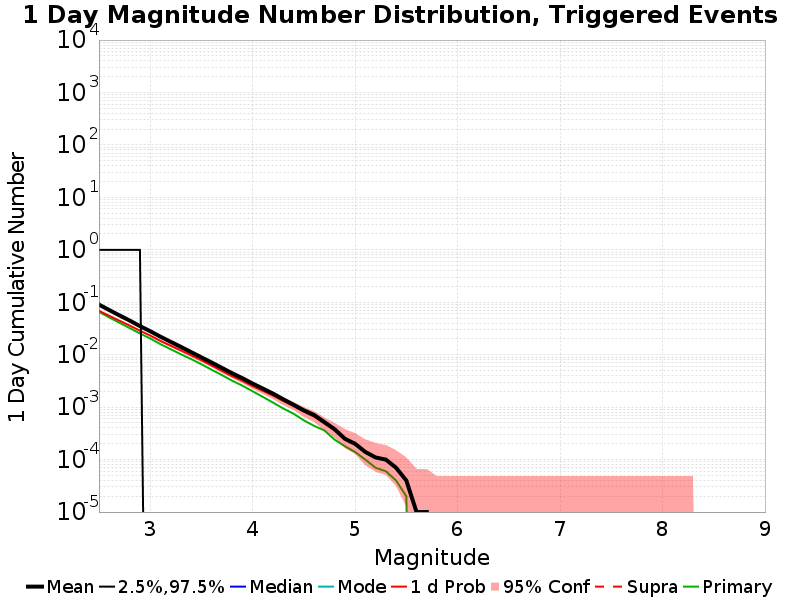 1 Day Magnitude Number Distribution, Triggered Events
10^4
10^3
10^2
10^1
10^0
10^-1
10^-2
10^-3
10^-4
10^-5
1 Day Cumulative Number
3 4 5 6 7 8 9
Magnitude
Mean 2.5%,97.5% Median Mode 1 d Prob 95% Conf Supra Primary